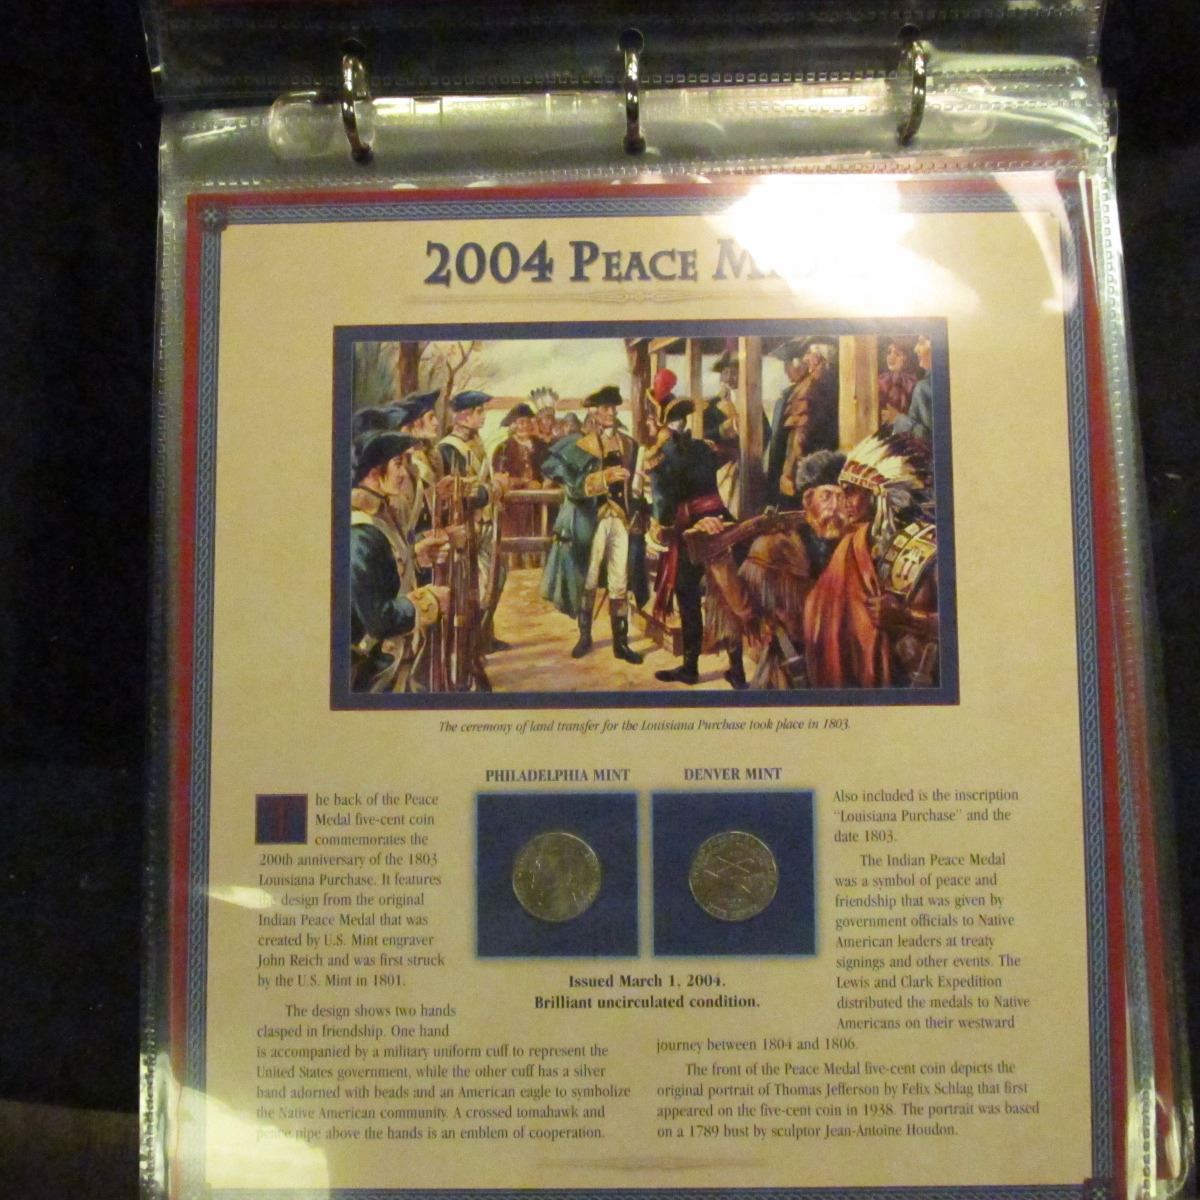 2004 PEACE
The ceremony of land transfer for the Louisiana Purchase took place in 1803.
PHILADELPHIA MINT
DENVER MINT
The back of the Peace
Medal five-cent coin
commemorates the
200th anniversary of the 1803
Louisiana Purchase. It features
the design from the original
Indian Peace Medal that was
created by U.S. Mint engraver
John Reich and was first struck
by the U.S. Mint in 1801.
The design shows two hands
clasped in friendship. One hand
is accompanied by a military uniform cuff to represent the
United States government, while the other cuff has a silver
band adorned with beads and an American eagle to symbolize
the Native American community. A crossed tomahawk and
peace pipe above the hands is an emblem of cooperation.
Issued March 1, 2004.
Brilliant uncirculated condition.
Also included is the inscription
"Louisiana Purchase" and the
date 1803.
The Indian Peace Medal
was a symbol of peace and
friendship that was given by
government officials to Native
American leaders at treaty
signings and other events. The
Lewis and Clark Expedition
distributed the medals to Native
Americans on their westward
journey between 1804 and 1806.
The front of the Peace Medal five-cent coin depicts the
original portrait of Thomas Jefferson by Felix Schlag that first
appeared on the five-cent coin in 1938. The portrait was based
on a 1789 bust by sculptor Jean-Antoine Houdon.